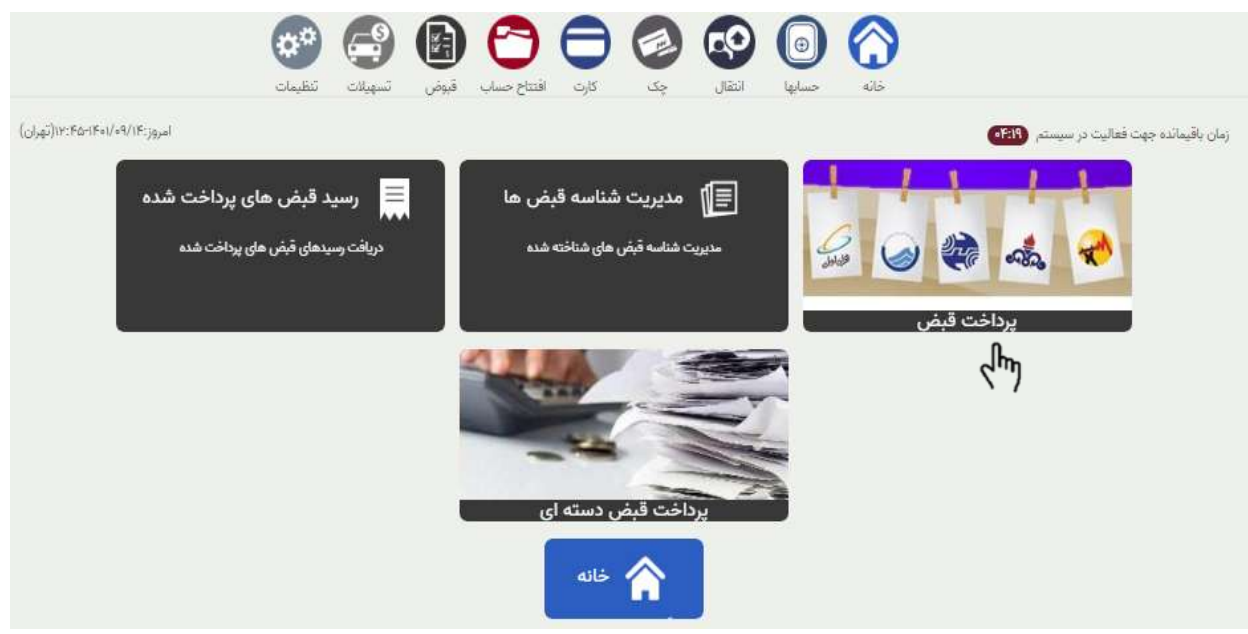 خانه
حسابها
انتقال
چک
کارت
افتتاح حساب
قبوض
تسهیلات
تنظیمات
زمان باقیمانده جهت فعالیت در سیستم ۰۴:۱۹
امروز:۱۴۰۱/۰۹/۱۴-۱۲:۴۵(تهران)
پرداخت قبض
مدیریت شناسه قبض ها
مدیریت شناسه قبض های شناخته شده
رسید قبض های پرداخت شده
دریافت رسیدهای قبض های پرداخت شده
پرداخت قبض دسته ای
خانه